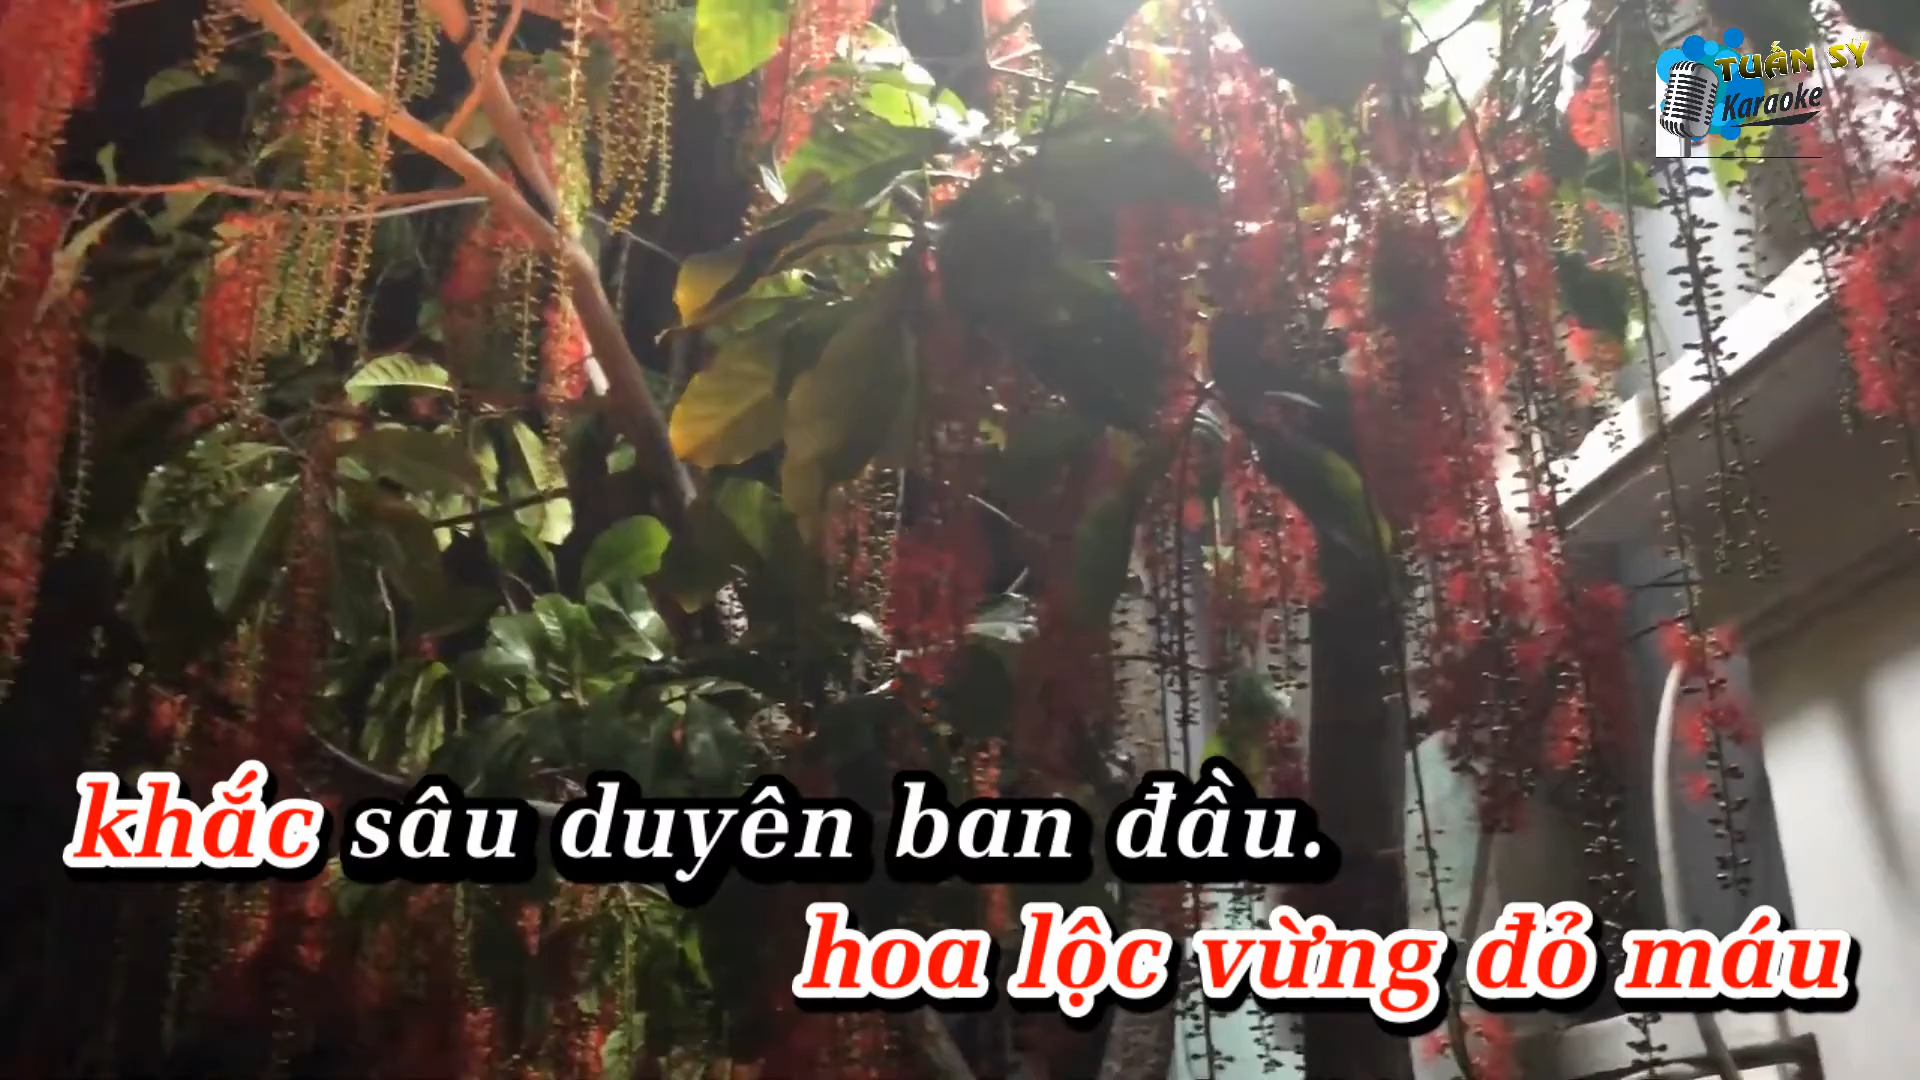 TUẤN SỸ
Karaoke
khắc sâu duyên ban đầu.
hoa lộc vừng đỏ máu